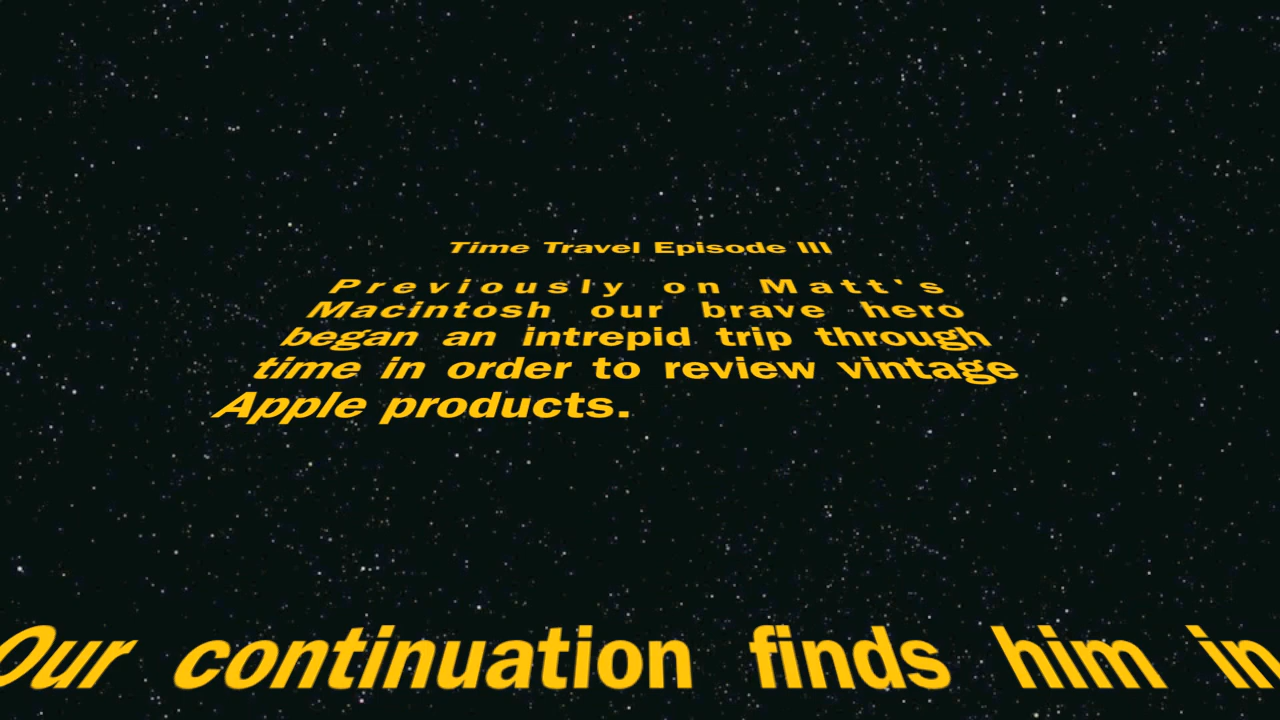 Time Travel Episode III
Previously on Matt's
Macintosh our brave hero
began an intrepid trip through
time in order to review vintage
Apple products.
Our continuation finds him in